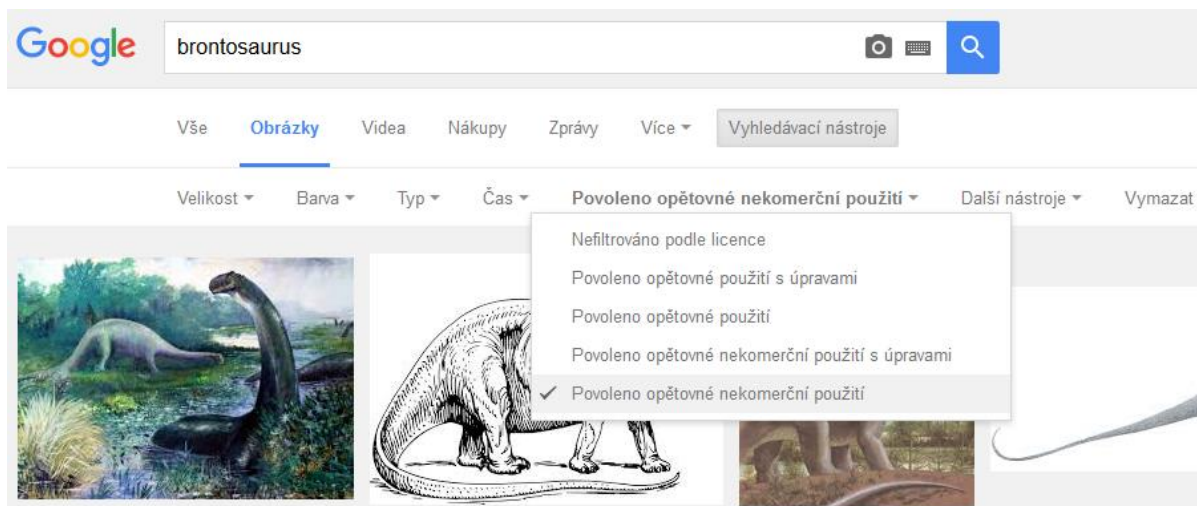 Google brontosaurus
Vše Obrázky Videa Nákupy Zprávy Více Vyhledávací nástroje
Velikost Barva Typ Čas Povoleno opětovné nekomerční použití Další nástroje Vymazat
Nefiltrováno podle licence
Povoleno opětovné použití s úpravami
Povoleno opětovné použití
Povoleno opětovné nekomerční použití s úpravami
Povoleno opětovné nekomerční použití